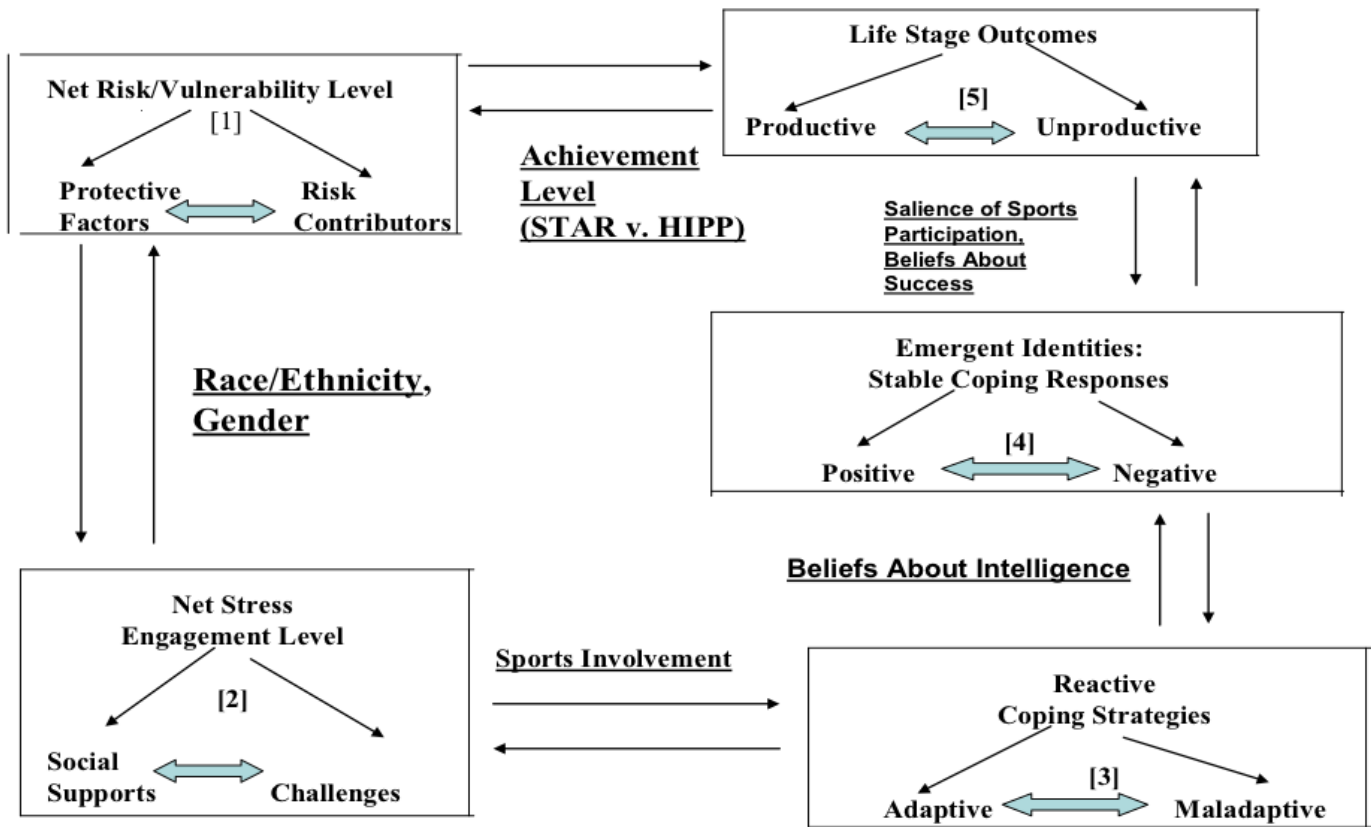 Life Stage Outcomes
[5]
Productive Unproductive
Net Risk/Vulnerability Level
[1]
Protective
Factors
Risk
Contributors
Achievement
Level
(STAR v. HIPP)
Salience of Sports
Participation,
Beliefs About
Success
Race/Ethnicity,
Gender
Emergent Identities:
Stable Coping Responses
[4]
Positive Negative
Beliefs About Intelligence
Net Stress
Engagement Level
[2]
Social
Supports
Challenges
Sports Involvement
Reactive
Coping Strategies
[3]
Adaptive Maladaptive